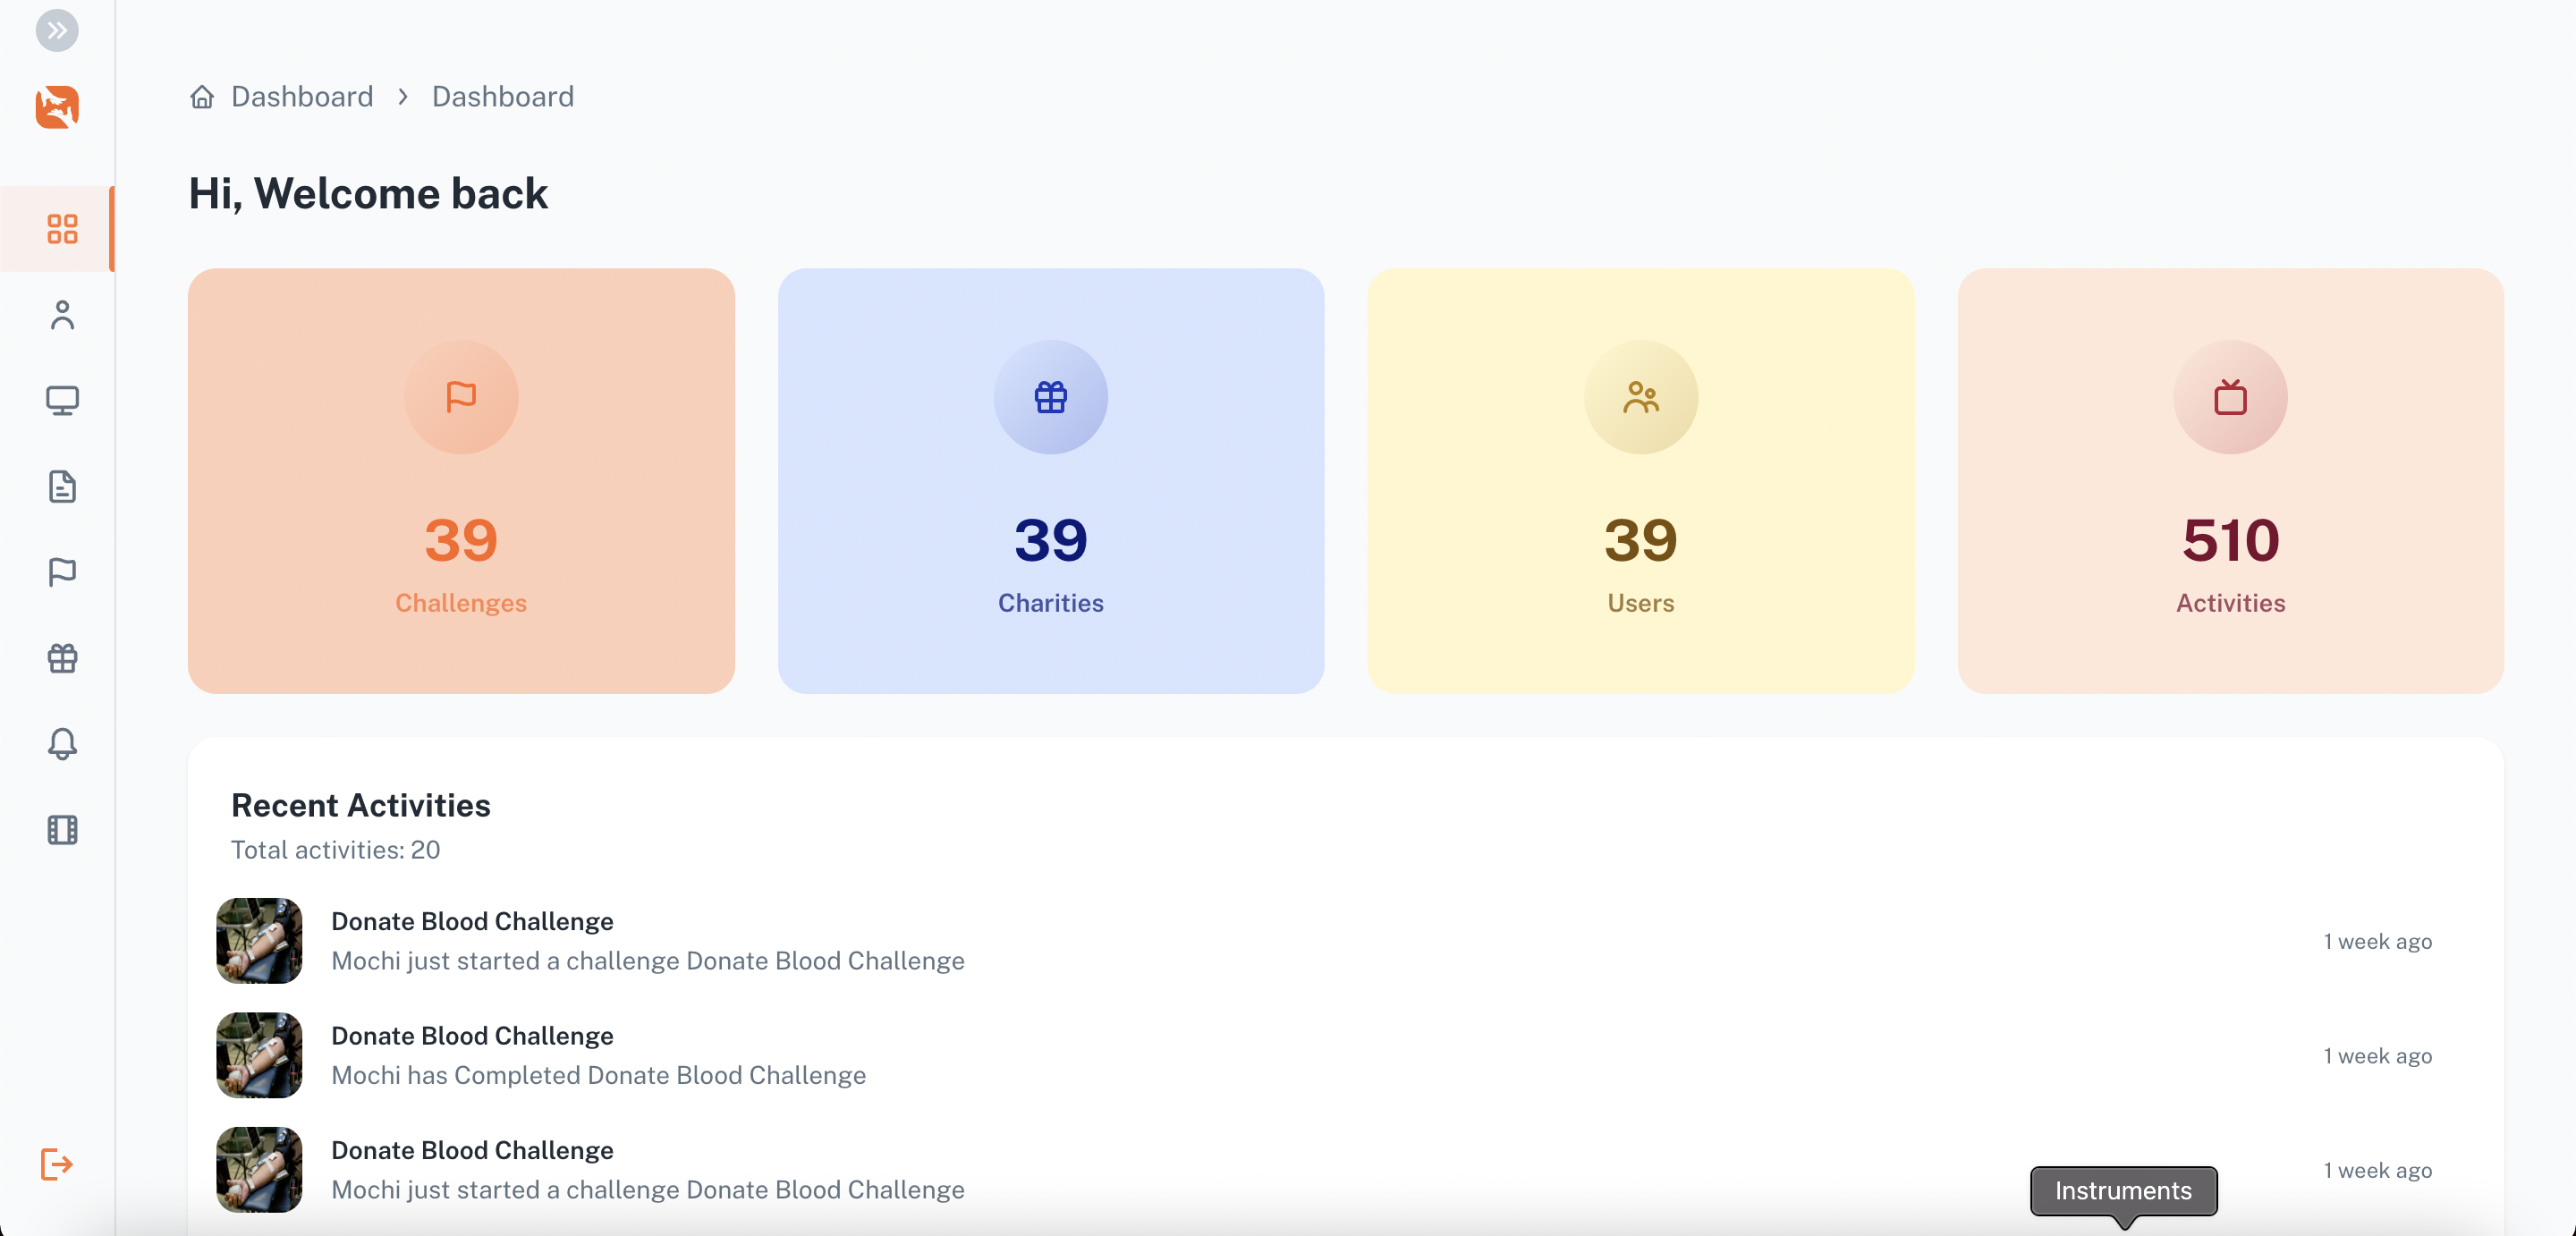 Dashboard > Dashboard
Hi, Welcome back
39
Challenges
39
Charities
39
Users
510
Activities
Recent Activities
Total activities: 20
Donate Blood Challenge
Mochi just started a challenge Donate Blood Challenge
1 week ago
Donate Blood Challenge
Mochi has Completed Donate Blood Challenge
1 week ago
Donate Blood Challenge
Mochi just started a challenge Donate Blood Challenge
1 week ago
Instruments